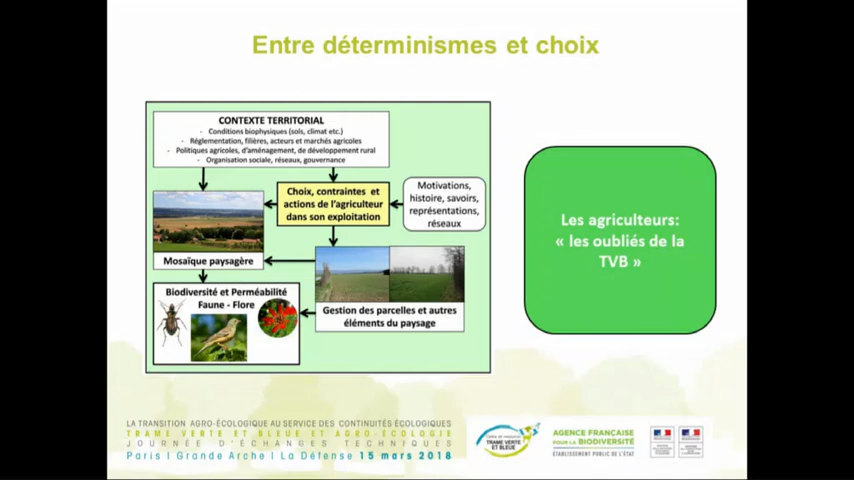 Entre déterminismes et choix
CONTEXTE TERRITORIAL
- Conditions biophysiques (sols, climat etc.)
- Réglementation, filières, acteurs et marchés agricoles
- Politiques agricoles, d'aménagement, de développement rural
- Organisation sociale, réseaux, gouvernance
Choix, contraintes et
actions de l'agriculteur
dans son exploitation
Motivations,
histoire, savoirs,
représentations,
réseaux
Mosaïque paysagère
Biodiversité et Perméabilité
Faune - Flore
Gestion des parcelles et autres
éléments du paysage
Les agriculteurs:
« les oubliés de la
TVB »
LA TRANSITION AGRO-ÉCOLOGIQUE AU SERVICE DES CONTINUITÉS ÉCOLOGIQUES
TRAME VERTE ET BLEUE ET AGRO-ÉCOLOGIE
JOURNÉE D'ÉCHANGES TECHNIQUES
Paris | Grande Arche | La Défense 15 mars 2018
TRAME VERTE
ET BLEUE
AGENCE FRANÇAISE
POUR LA BIODIVERSITÉ
ÉTABLISSEMENT PUBLIC DE L'ÉTAT